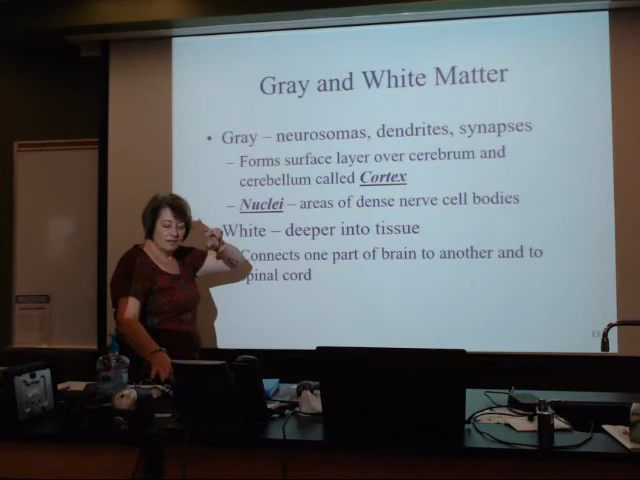 Gray and White Matter
• Gray – neurosomas, dendrites, synapses
– Forms surface layer over cerebrum and
cerebellum called Cortex
– Nuclei – areas of dense nerve cell bodies
White – deeper into tissue
Connects one part of brain to another and to
pinal cord